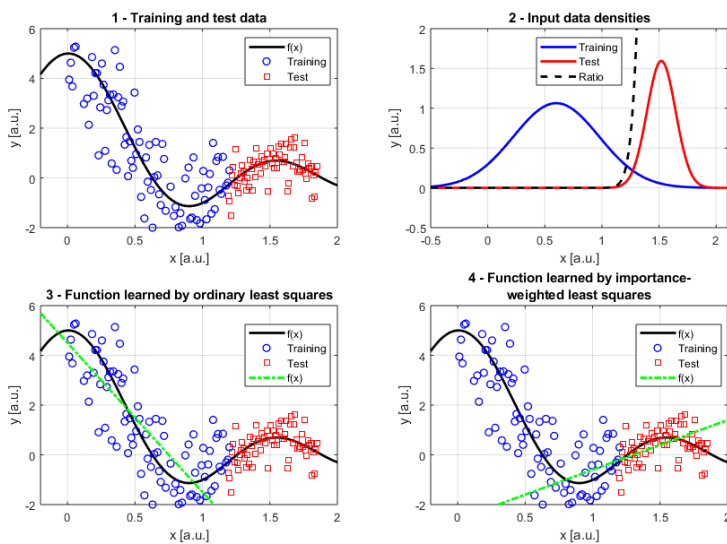 1 - Training and test data
y [a.u.]
6
4
2
0
-2
0
0.5
1
1.5
2
x [a.u.]
f(x)
Training
Test
2 - Input data densities
y [a.u.]
2
1.5
1
0.5
0
-0.5
-0.5
0
0.5
1
1.5
2
x [a.u.]
Training
Test
Ratio
3 - Function learned by ordinary least squares
y [a.u.]
6
4
2
0
-2
0
0.5
1
1.5
2
x [a.u.]
f(x)
Training
Test
f(x)
4 - Function learned by importance-
weighted least squares
y [a.u.]
6
4
2
0
-2
0
0.5
1
1.5
2
x [a.u.]
f(x)
Training
Test
f(x)